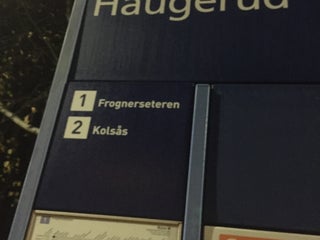 Haugerud
1 Frognerseteren
2 Kolsås